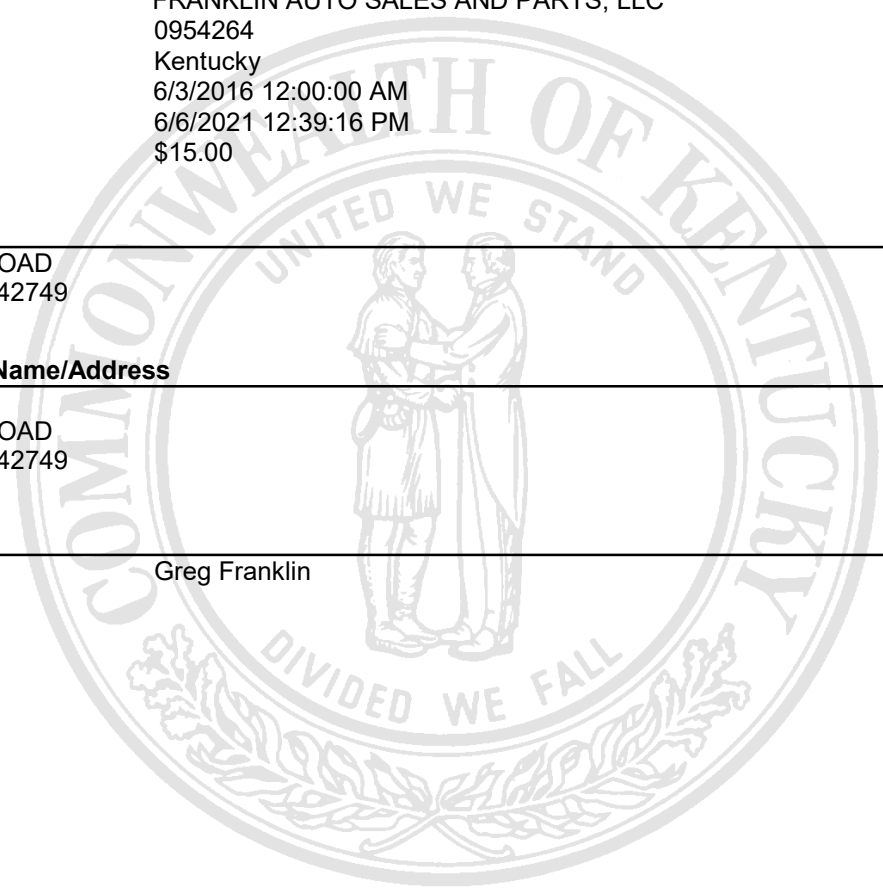 FRANKLIN AUTO SALES AND PARTS, LLC
0954264
Kentucky
6/3/2016 12:00:00 AM
6/6/2021 12:39:16 PM
$15.00
COMMONWEALTH OF KENTUCKY
UNITED WE STAND
OAD
42749
Name/Address
OAD
42749
Greg Franklin
DIVIDED WE FALL